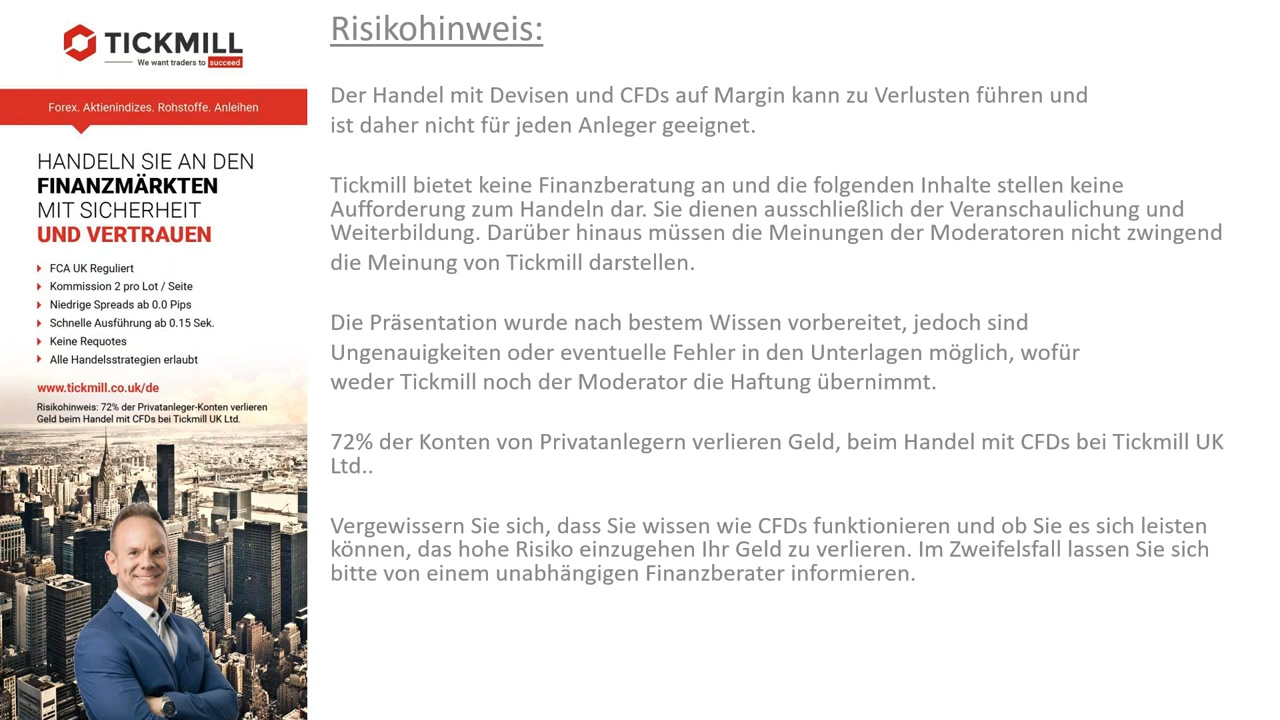 TICKMILL
We want traders to succeed
Forex. Aktienindizes. Rohstoffe. Anleihen
HANDELN SIE AN DEN
FINANZMÄRKTEN
MIT SICHERHEIT
UND VERTRAUEN
FCA UK Reguliert
Kommission 2 pro Lot / Seite
Niedrige Spreads ab 0.0 Pips
Schnelle Ausführung ab 0.15 Sek.
Keine Requotes
Alle Handelsstrategien erlaubt
www.tickmill.co.uk/de
Risikohinweis: 72% der Privatanleger-Konten verlieren
Geld beim Handel mit CFDs bei Tickmill UK Ltd.
Risikohinweis:
Der Handel mit Devisen und CFDs auf Margin kann zu Verlusten führen und
ist daher nicht für jeden Anleger geeignet.
Tickmill bietet keine Finanzberatung an und die folgenden Inhalte stellen keine
Aufforderung zum Handeln dar. Sie dienen ausschließlich der Veranschaulichung und
Weiterbildung. Darüber hinaus müssen die Meinungen der Moderatoren nicht zwingend
die Meinung von Tickmill darstellen.
Die Präsentation wurde nach bestem Wissen vorbereitet, jedoch sind
Ungenauigkeiten oder eventuelle Fehler in den Unterlagen möglich, wofür
weder Tickmill noch der Moderator die Haftung übernimmt.
72% der Konten von Privatanlegern verlieren Geld, beim Handel mit CFDs bei Tickmill UK
Ltd..
Vergewissern Sie sich, dass Sie wissen wie CFDs funktionieren und ob Sie es sich leisten
können, das hohe Risiko einzugehen Ihr Geld zu verlieren. Im Zweifelsfall lassen Sie sich
bitte von einem unabhängigen Finanzberater informieren.